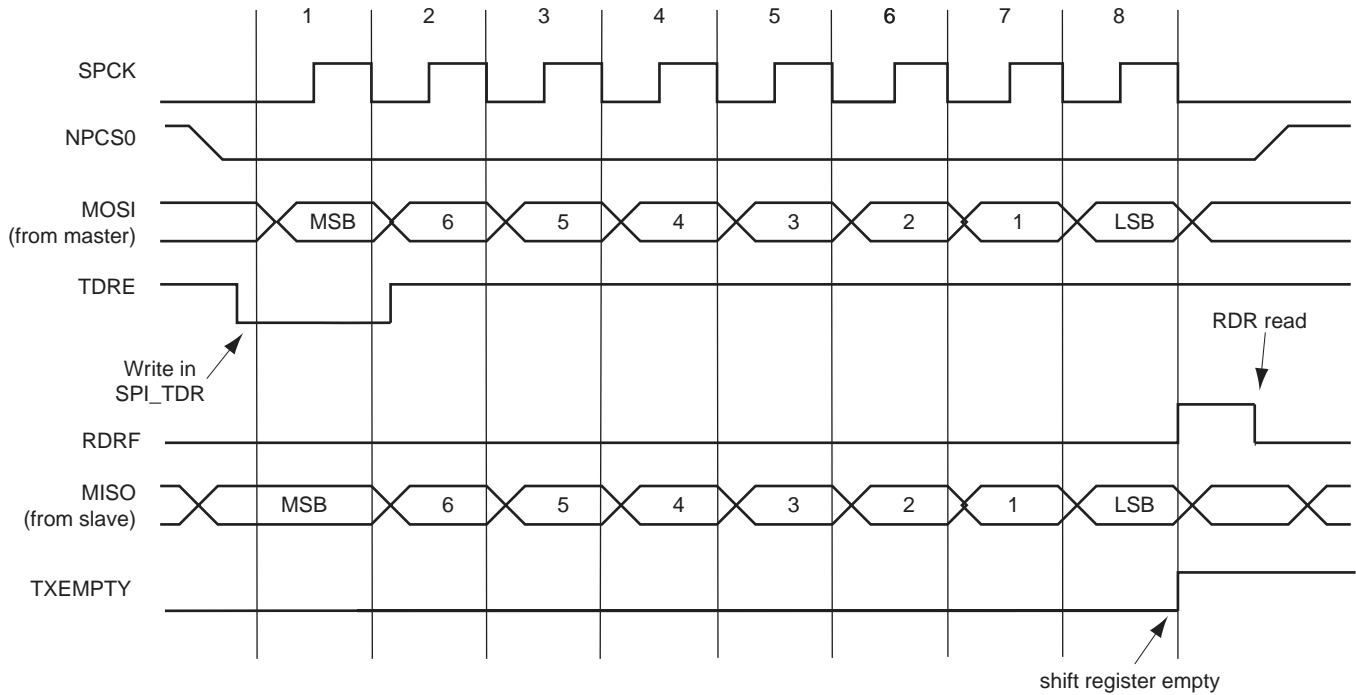 1 2 3 4 5 6 7 8
SPCK
NPCS0
MOSI
(from master)
MSB 6 5 4 3 2 1 LSB
TDRE
Write in
SPI_TDR
RDR read
RDRF
MISO
(from slave)
MSB 6 5 4 3 2 1 LSB
TXEMPTY
shift register empty